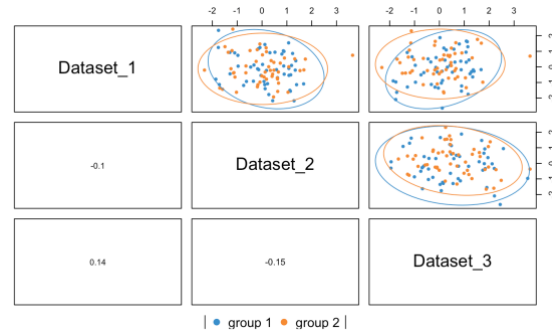 -2 -1 0 1 2 3 -2 -1 0 1 2 3
Dataset_1
-0.1
Dataset_2
0.14
-0.15
Dataset_3
group 1 group 2